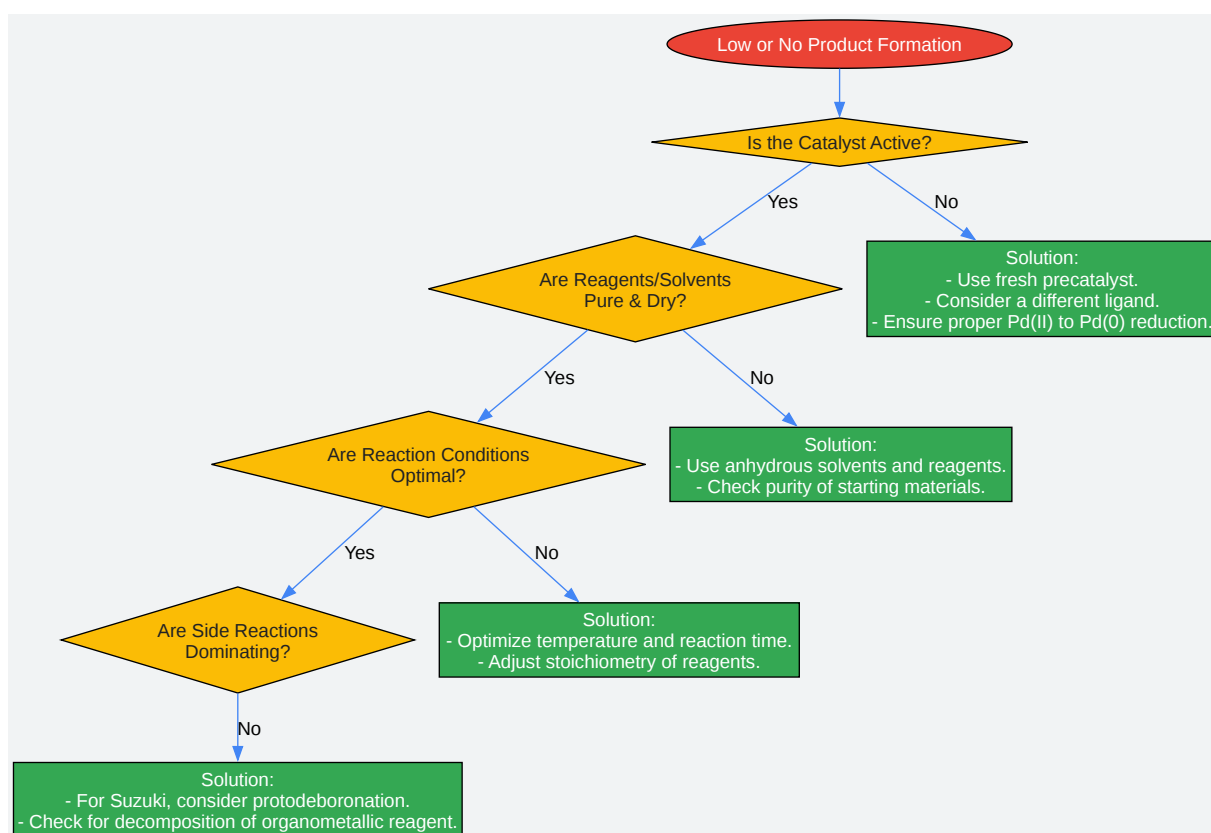 Low or No Product Formation
Is the Catalyst Active?
Yes
No
Solution:
- Use fresh precatalyst.
- Consider a different ligand.
- Ensure proper Pd(II) to Pd(0) reduction.
Are Reagents/Solvents
Pure & Dry?
Yes
No
Solution:
- Use anhydrous solvents and reagents.
- Check purity of starting materials.
Are Reaction Conditions
Optimal?
Yes
No
Solution:
- Optimize temperature and reaction time.
- Adjust stoichiometry of reagents.
Are Side Reactions
Dominating?
No
Solution:
- For Suzuki, consider protodeboronation.
- Check for decomposition of organometallic reagent.